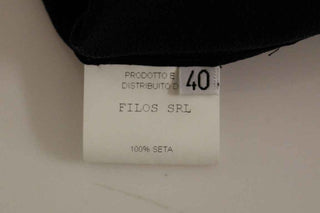 PRODOTTO E
DISTRIBUITO D
40
FILOS SRL
100% SETA